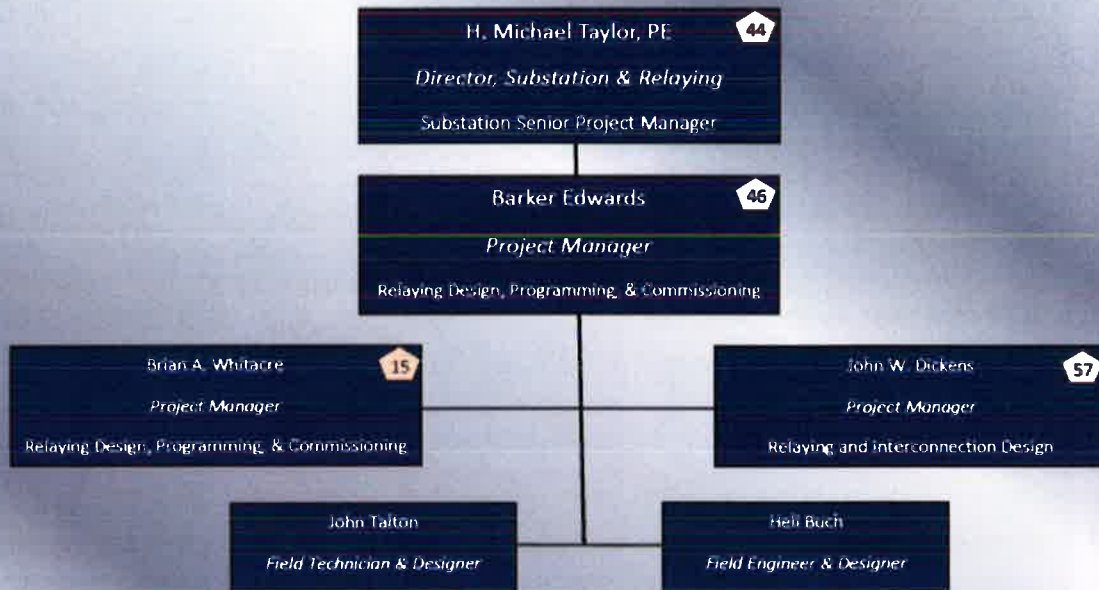 H. Michael Taylor, PE
44
Director, Substation & Relaying
Substation Senior Project Manager
Barker Edwards
46
Project Manager
Relaying Design, Programming, & Commissioning
Brian A. Whitacre
15
Project Manager
Relaying Design, Programming, & Commissioning
John W. Dickens
57
Project Manager
Relaying and Interconnection Design
John Talton
Field Technician & Designer
Heli Buch
Field Engineer & Designer